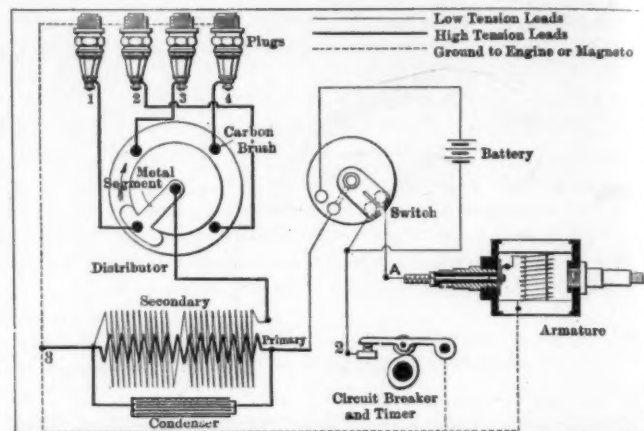 Low Tension Leads
High Tension Leads
Ground to Engine or Magneto
Plugs
1 2 3 4
Carbon
Brush
Metal
Segment
Battery
Switch
Distributor
A
Secondary
Primary
Armature
3
2
Circuit Breaker
and Timer
Condenser